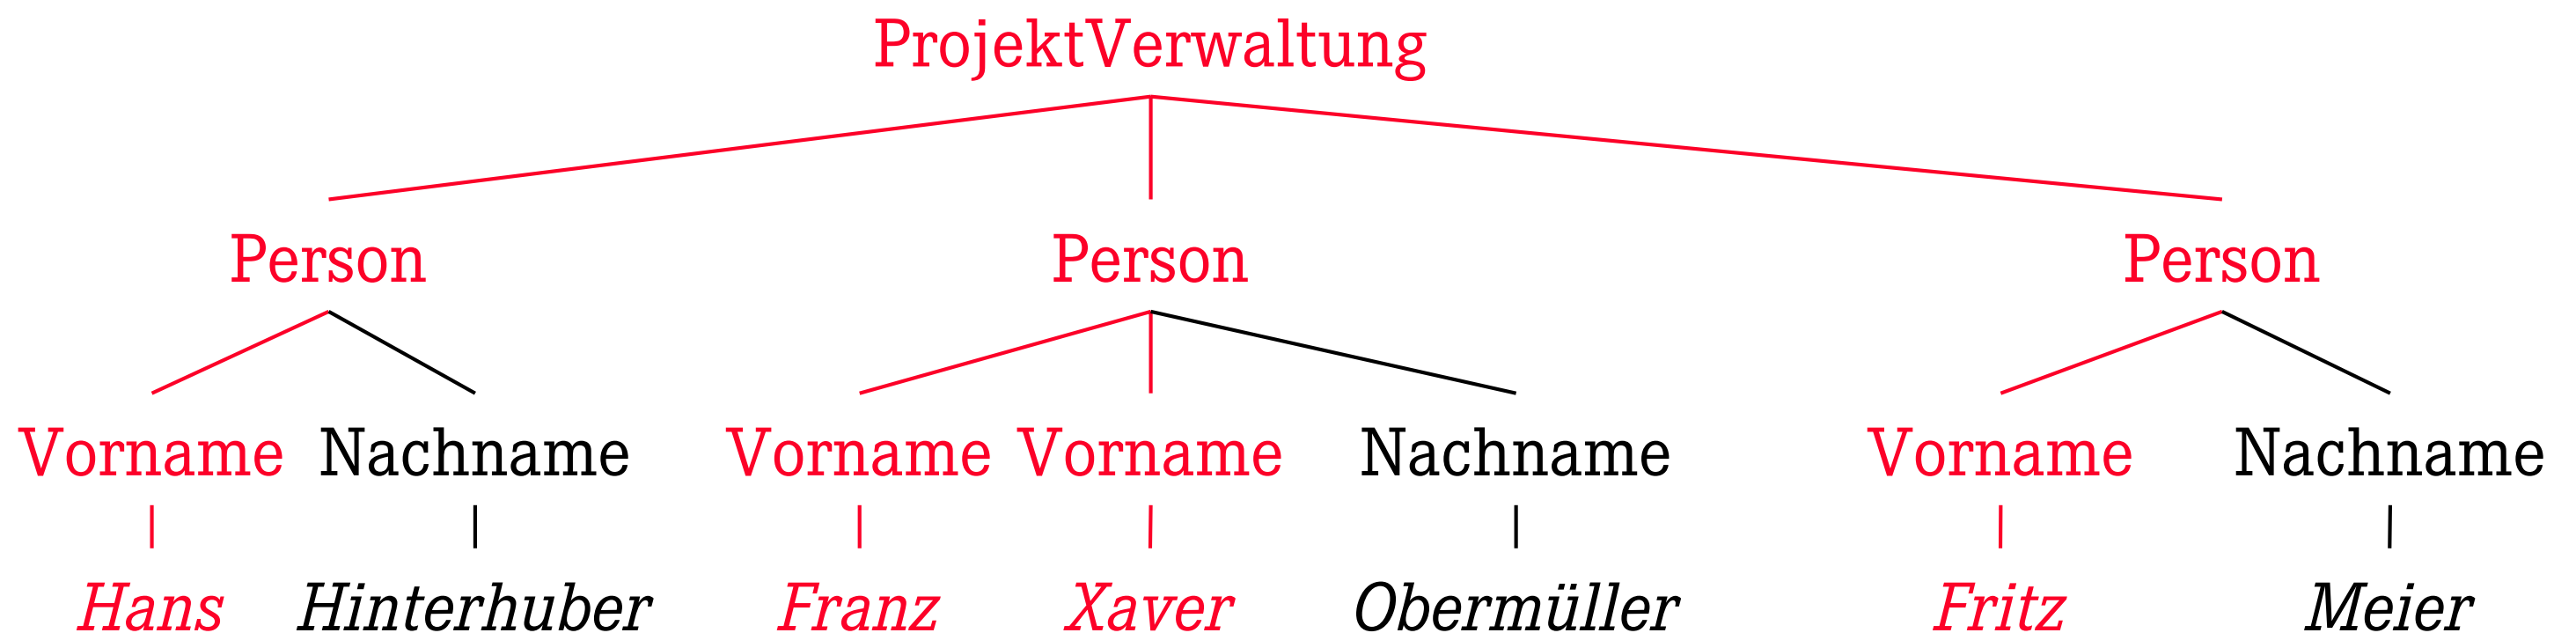 ProjektVerwaltung
Person Person Person
Vorname Nachname Vorname Vorname Nachname Vorname Nachname
Hans Hinterhuber Franz Xaver Obermüller Fritz Meier